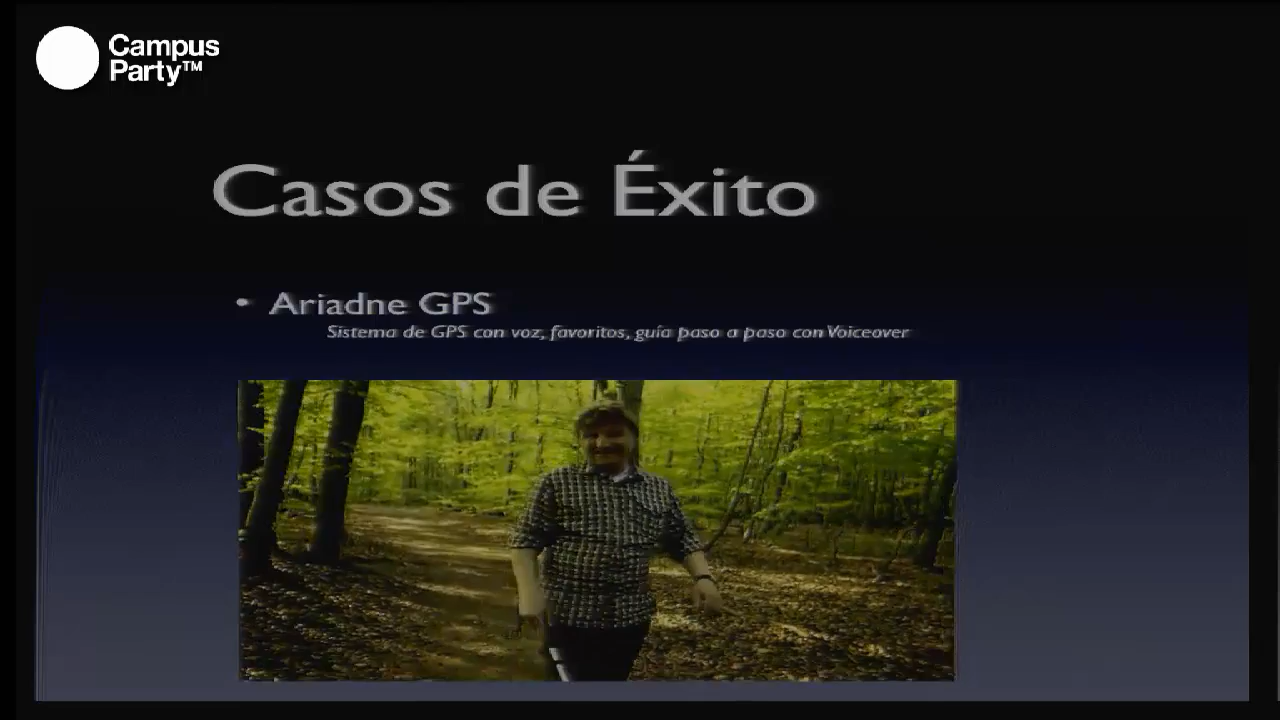 Campus
Party™
Casos de Éxito
• Ariadne GPS
Sistema de GPS con voz, favoritos, guía paso a paso con Voiceover